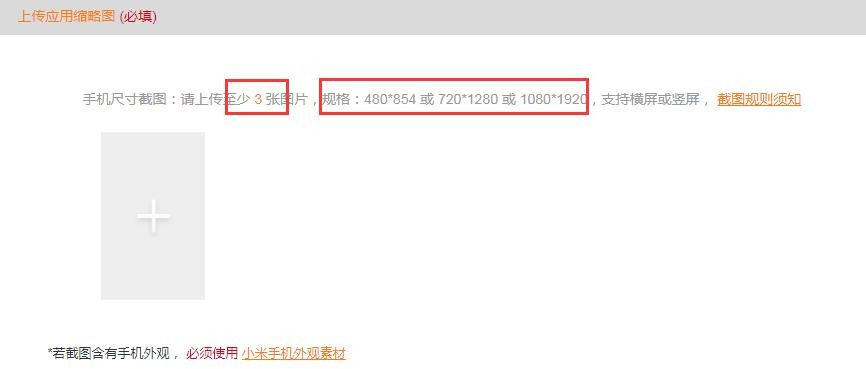 上传应用缩略图 (必填)
手机尺寸截图：请上传至少 3 张图片，规格：480*854 或 720*1280 或 1080*1920，支持横屏或竖屏， 截图规则须知
*若截图含有手机外观， 必须使用 小米手机外观素材